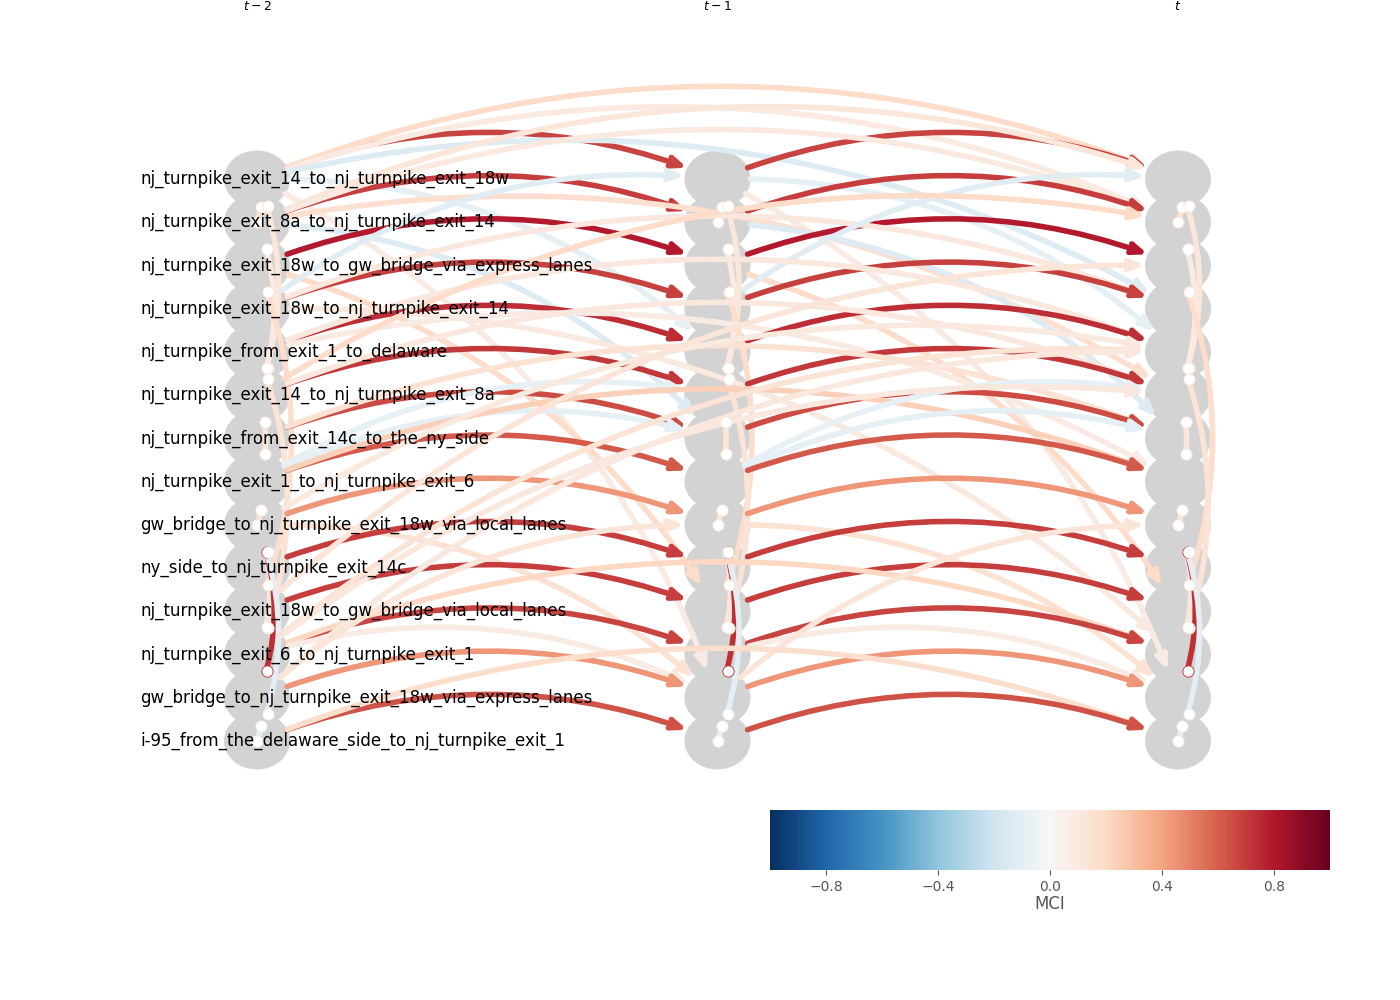 t − 2 t − 1 t
nj_turnpike_exit_14_to_nj_turnpike_exit_18w
nj_turnpike_exit_8a_to_nj_turnpike_exit_14
nj_turnpike_exit_18w_to_gw_bridge_via_express_lanes
nj_turnpike_exit_18w_to_nj_turnpike_exit_14
nj_turnpike_from_exit_1_to_delaware
nj_turnpike_exit_14_to_nj_turnpike_exit_8a
nj_turnpike_from_exit_14c_to_the_ny_side
nj_turnpike_exit_1_to_nj_turnpike_exit_6
gw_bridge_to_nj_turnpike_exit_18w_via_local_lanes
ny_side_to_nj_turnpike_exit_14c
nj_turnpike_exit_18w_to_gw_bridge_via_local_lanes
nj_turnpike_exit_6_to_nj_turnpike_exit_1
gw_bridge_to_nj_turnpike_exit_18w_via_express_lanes
i-95_from_the_delaware_side_to_nj_turnpike_exit_1
−0.8 −0.4 0.0 0.4 0.8
MCI